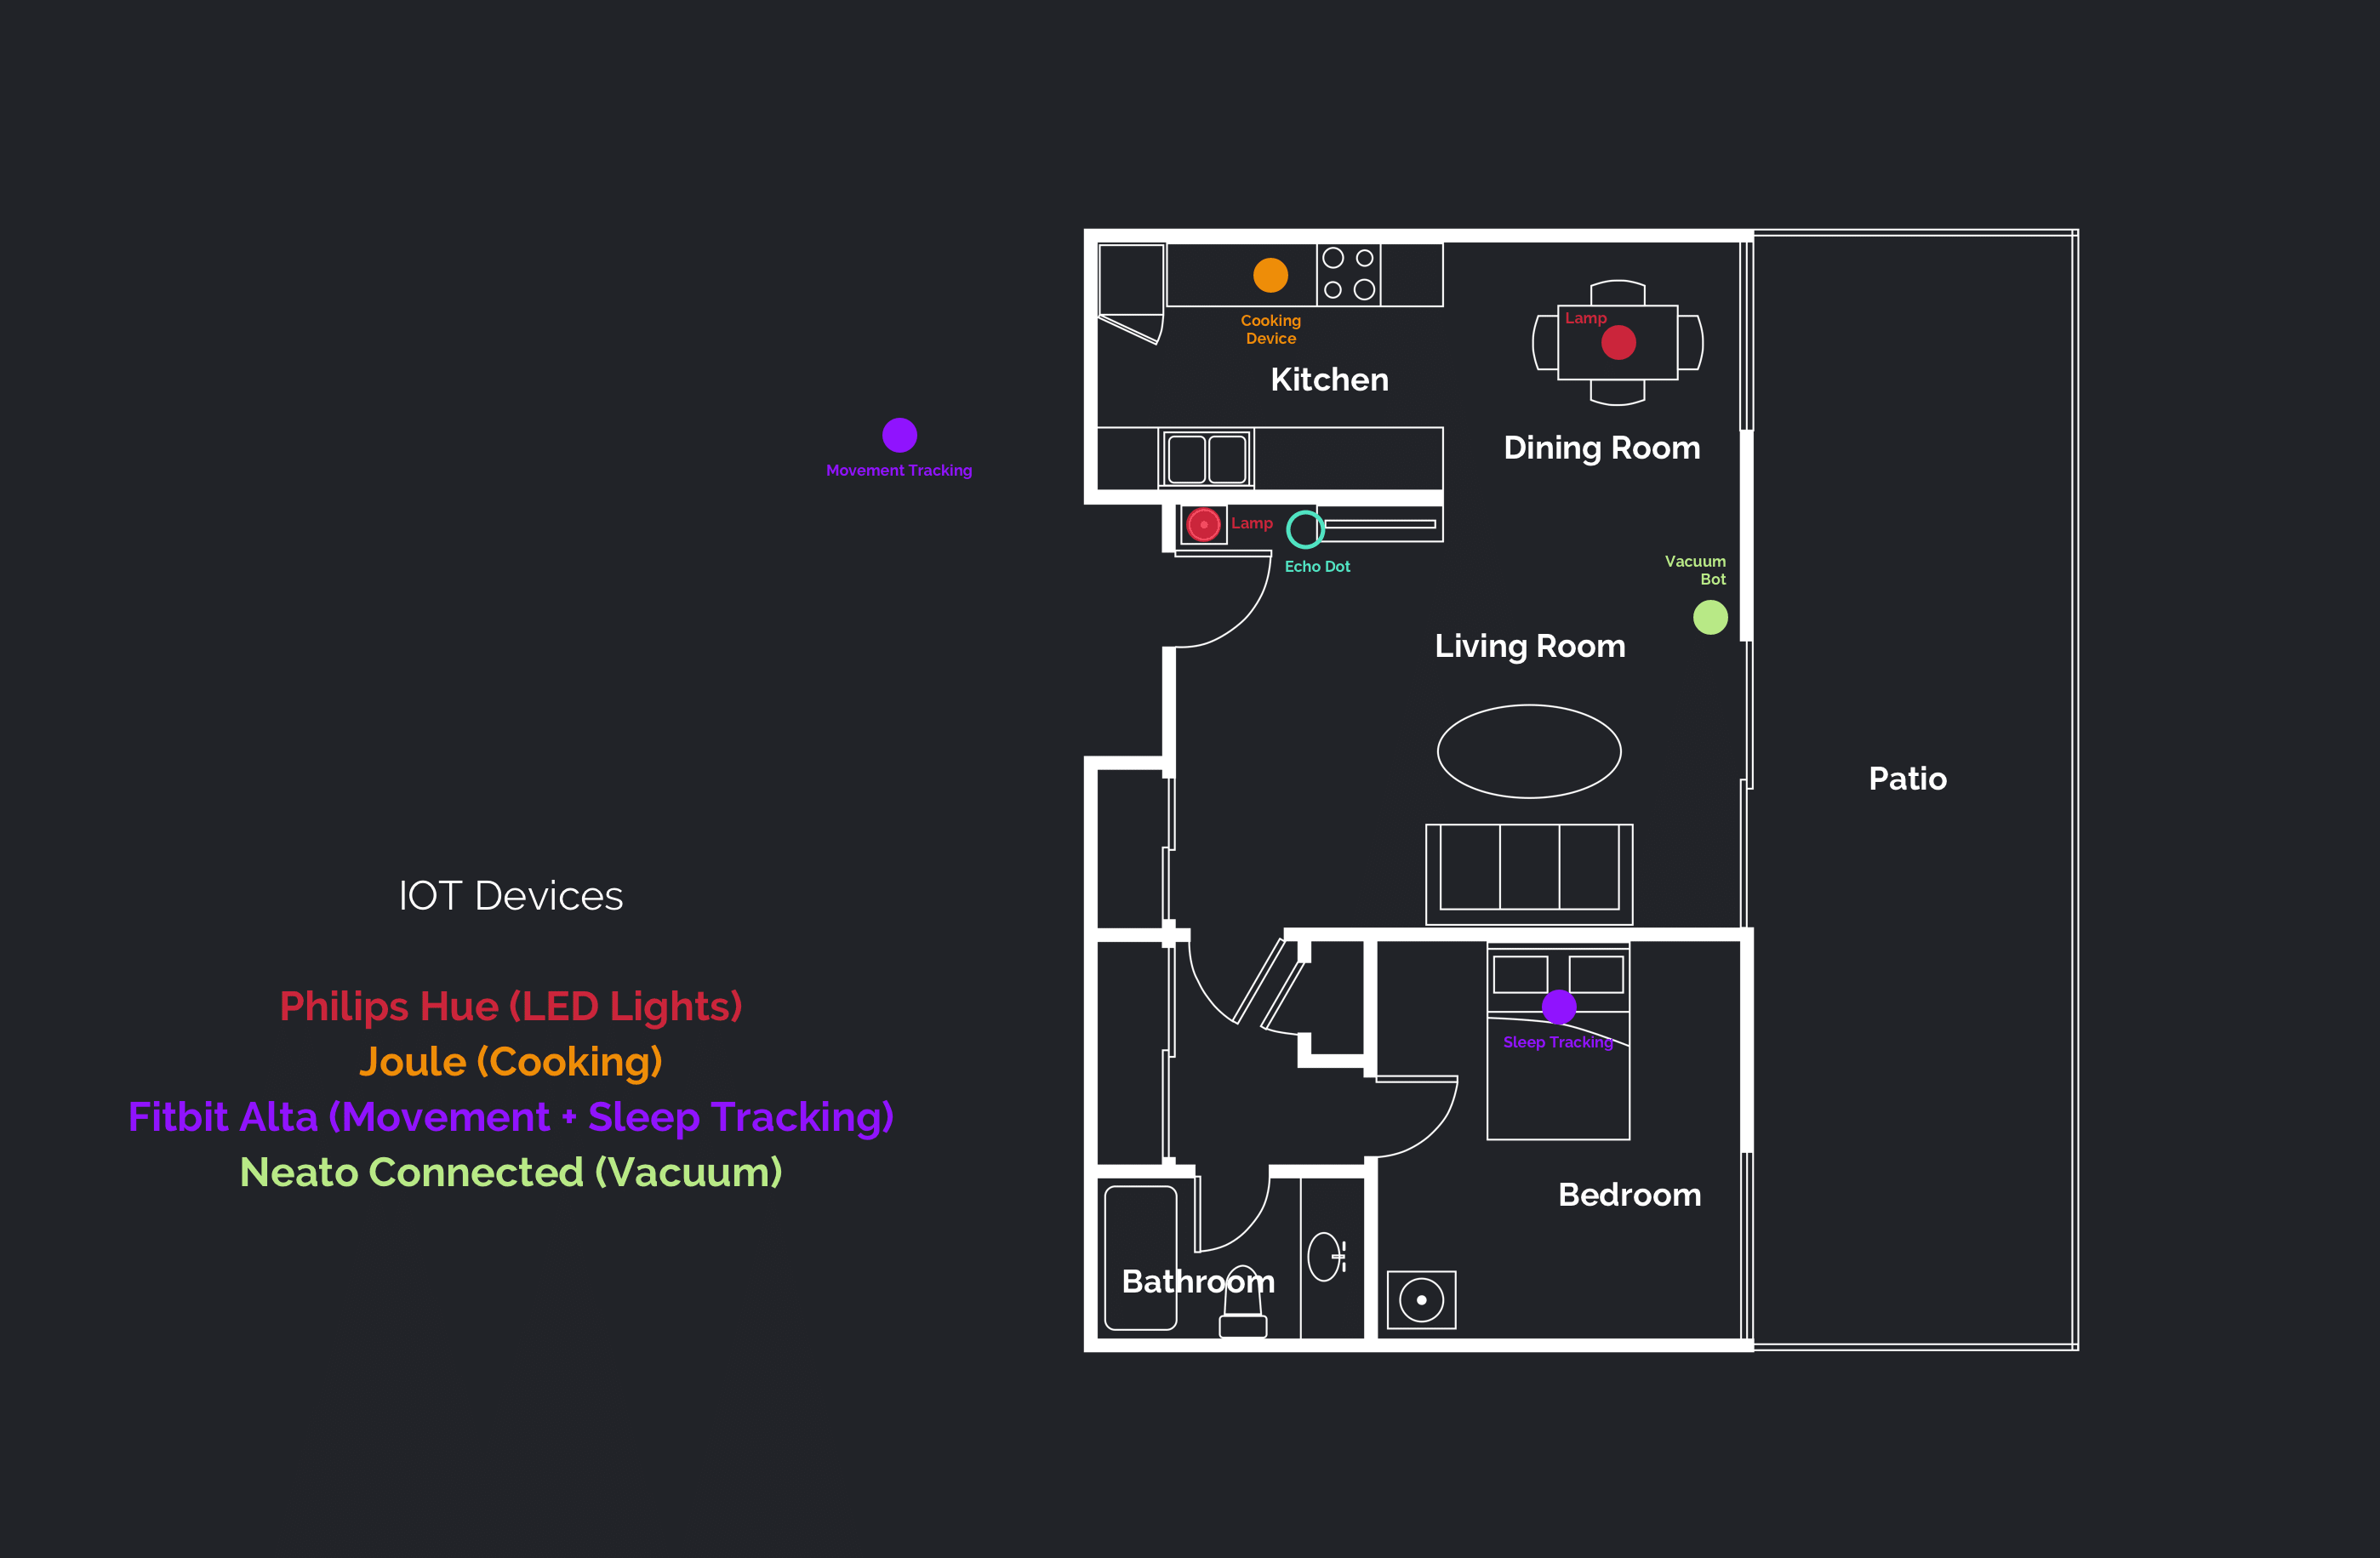 Lamp
Cooking
Device
Kitchen
Dining Room
Movement Tracking
Lamp
Echo Dot
Vacuum
Bot
Living Room
Patio
IOT Devices
Philips Hue (LED Lights)
Joule (Cooking)
Fitbit Alta (Movement + Sleep Tracking)
Neato Connected (Vacuum)
Sleep Tracking
Bedroom
Bathroom